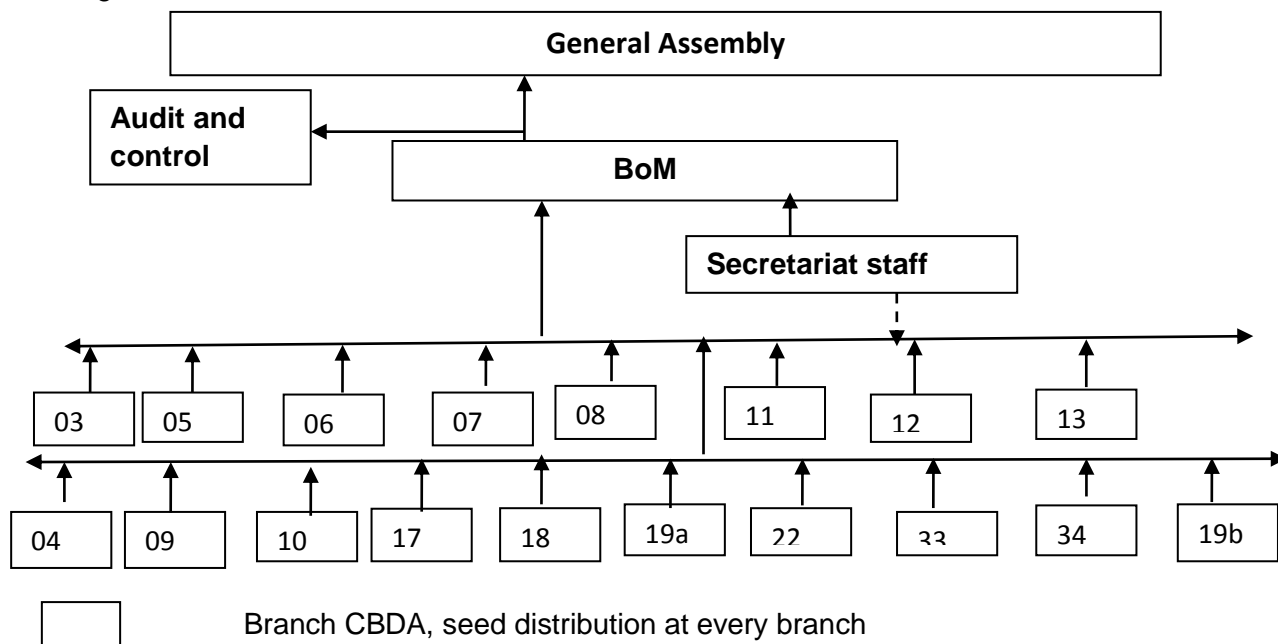 General Assembly
Audit and
control
BoM
Secretariat staff
03 05 06 07 08 11 12 13
04 09 10 17 18 19a 22 33 34 19b
Branch CBDA, seed distribution at every branch